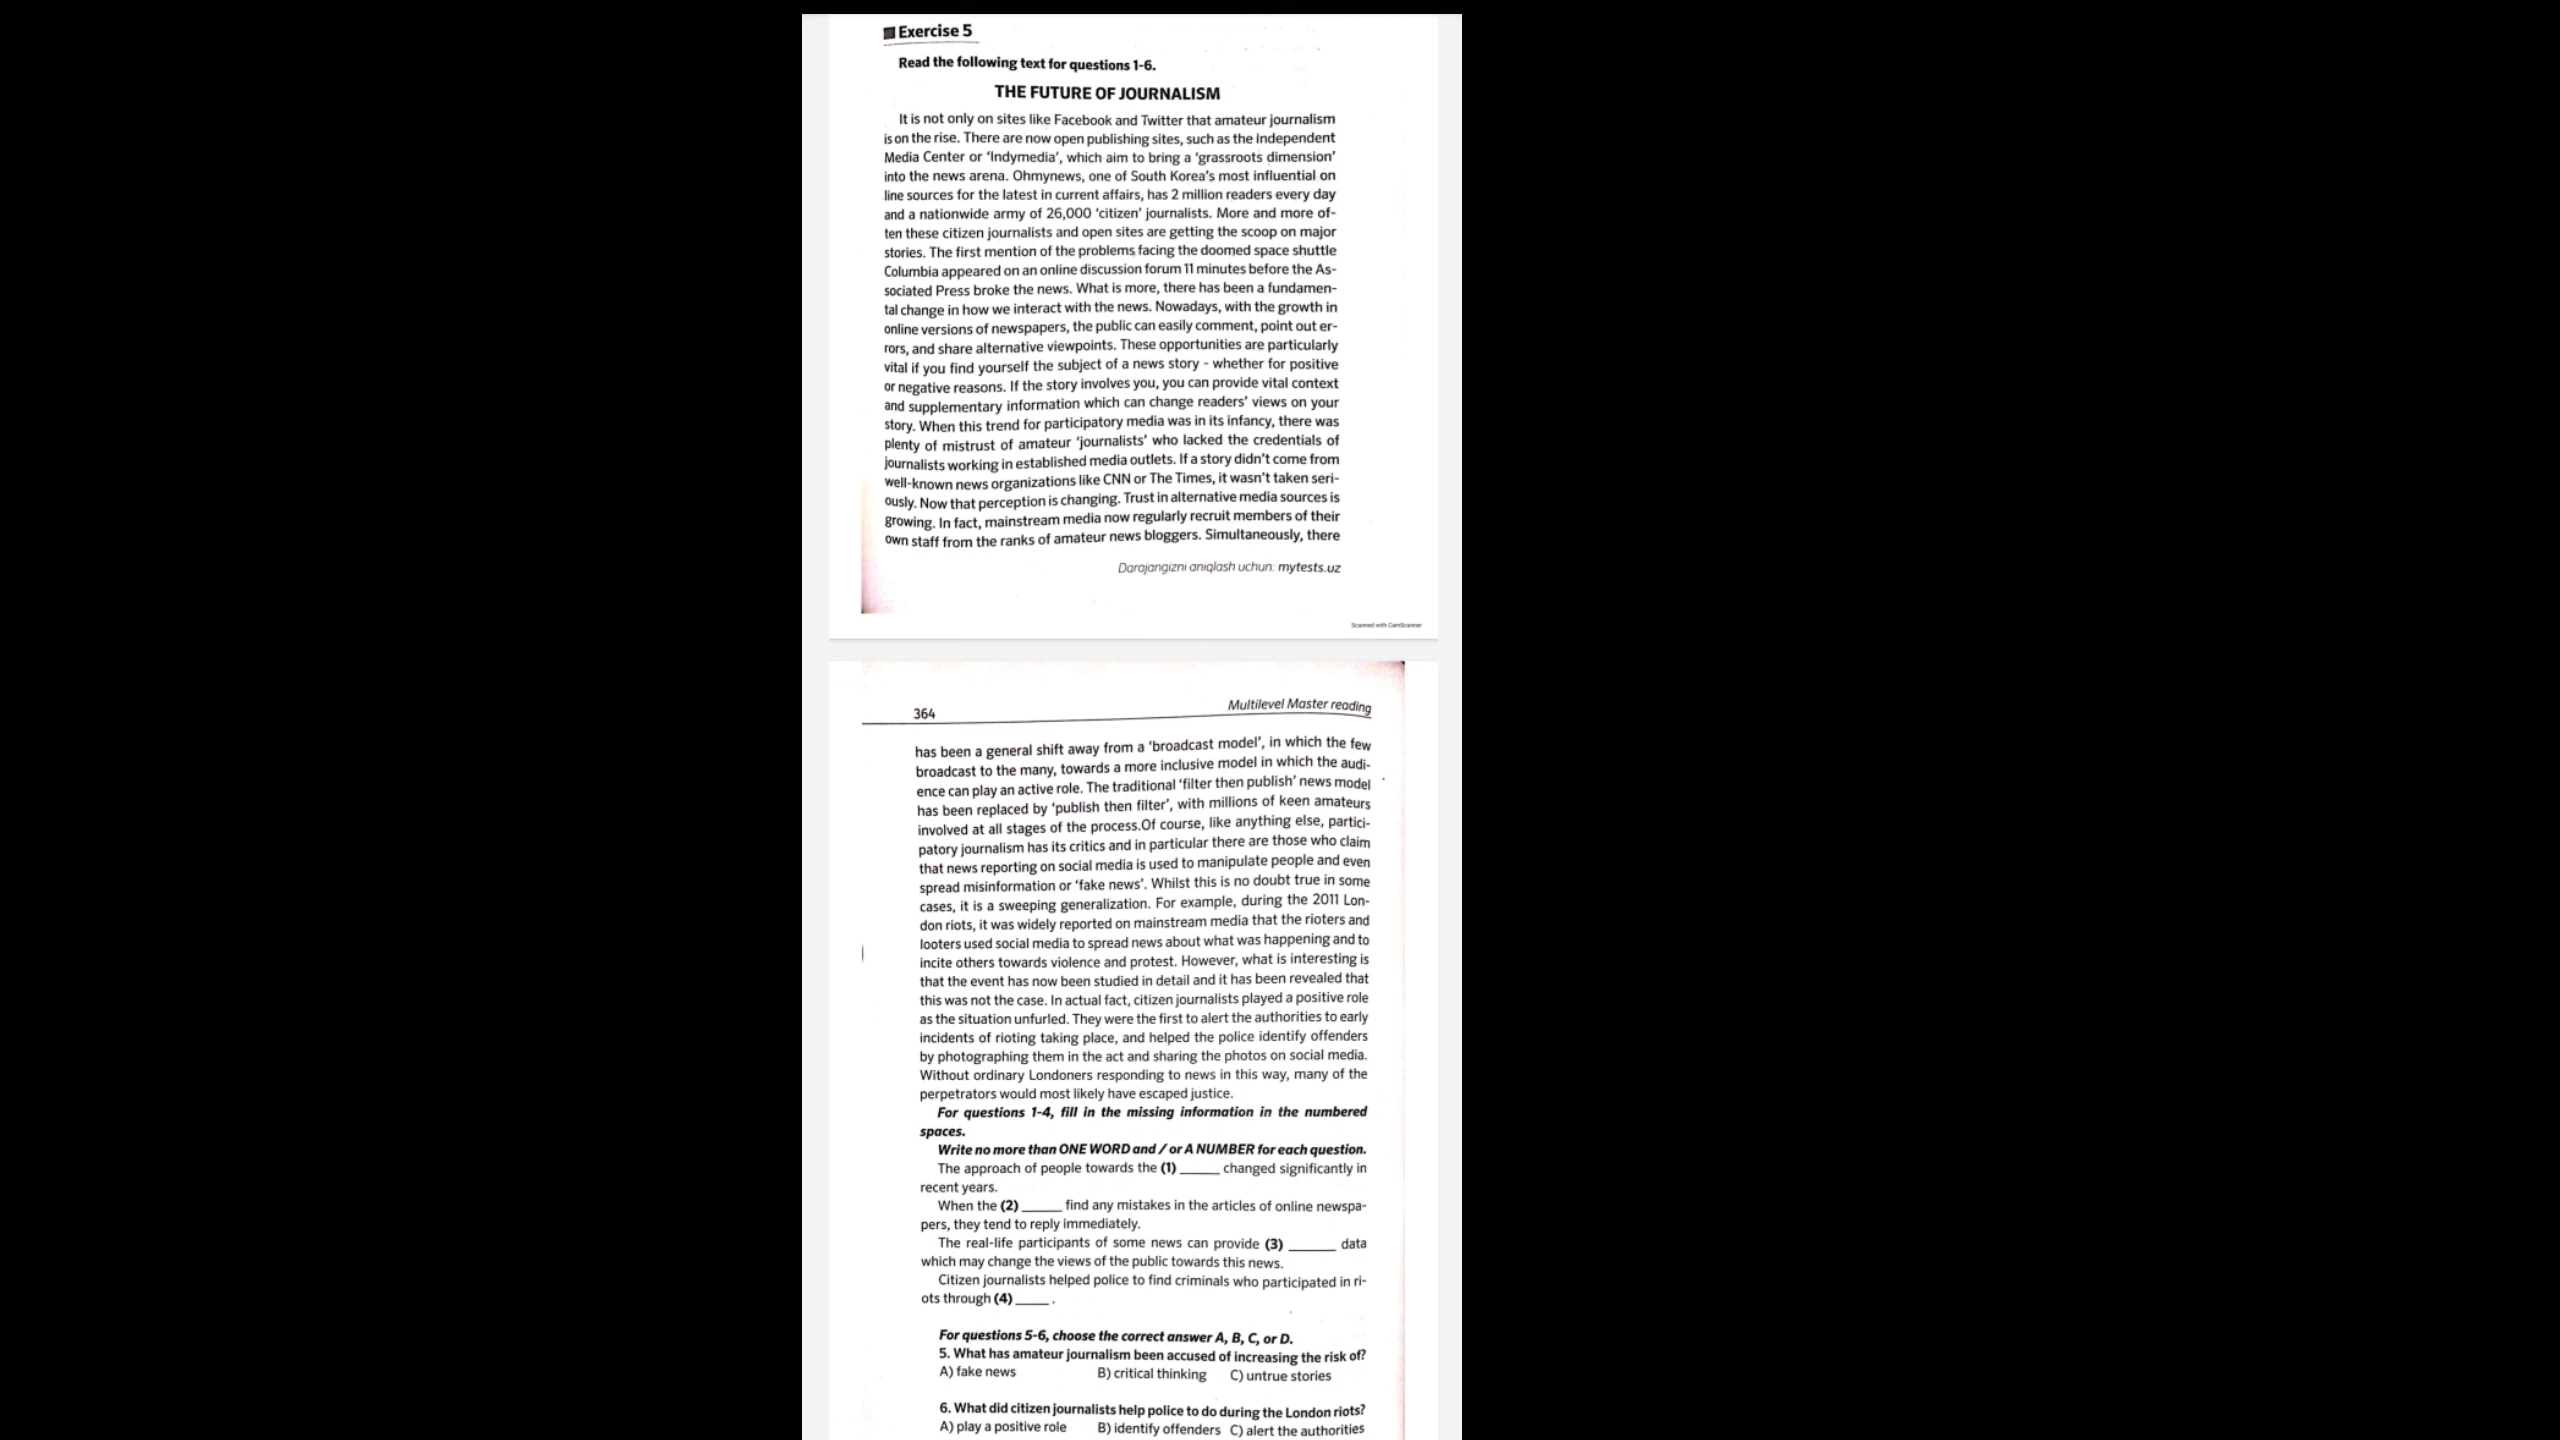 Exercise 5
Read the following text for questions 1-6.
THE FUTURE OF JOURNALISM
It is not only on sites like Facebook and Twitter that amateur journalism
is on the rise. There are now open publishing sites, such as the Independent
Media Center or ‘Indymedia’, which aim to bring a ‘grassroots dimension’
into the news arena. Ohmynews, one of South Korea’s most influential on
line sources for the latest in current affairs, has 2 million readers every day
and a nationwide army of 26,000 ‘citizen’ journalists. More and more of-
ten these citizen journalists and open sites are getting the scoop on major
stories. The first mention of the problems facing the doomed space shuttle
Columbia appeared on an online discussion forum 11 minutes before the As-
sociated Press broke the news. What is more, there has been a fundamen-
tal change in how we interact with the news. Nowadays, with the growth in
online versions of newspapers, the public can easily comment, point out er-
rors, and share alternative viewpoints. These opportunities are particularly
vital if you find yourself the subject of a news story - whether for positive
or negative reasons. If the story involves you, you can provide vital context
and supplementary information which can change readers’ views on your
story. When this trend for participatory media was in its infancy, there was
plenty of mistrust of amateur ‘journalists’ who lacked the credentials of
journalists working in established media outlets. If a story didn’t come from
well-known news organizations like CNN or The Times, it wasn’t taken seri-
ously. Now that perception is changing. Trust in alternative media sources is
growing. In fact, mainstream media now regularly recruit members of their
own staff from the ranks of amateur news bloggers. Simultaneously, there
Darajangizni aniqlash uchun: mytests.uz
Scanned with CamScanner
364
Multilevel Master reading
has been a general shift away from a ‘broadcast model’, in which the few
broadcast to the many, towards a more inclusive model in which the audi-
ence can play an active role. The traditional ‘filter then publish’ news model
has been replaced by ‘publish then filter’, with millions of keen amateurs
involved at all stages of the process.Of course, like anything else, partici-
patory journalism has its critics and in particular there are those who claim
that news reporting on social media is used to manipulate people and even
spread misinformation or ‘fake news’. Whilst this is no doubt true in some
cases, it is a sweeping generalization. For example, during the 2011 Lon-
don riots, it was widely reported on mainstream media that the rioters and
looters used social media to spread news about what was happening and to
incite others towards violence and protest. However, what is interesting is
that the event has now been studied in detail and it has been revealed that
this was not the case. In actual fact, citizen journalists played a positive role
as the situation unfurled. They were the first to alert the authorities to early
incidents of rioting taking place, and helped the police identify offenders
by photographing them in the act and sharing the photos on social media.
Without ordinary Londoners responding to news in this way, many of the
perpetrators would most likely have escaped justice.
For questions 1-4, fill in the missing information in the numbered
spaces.
Write no more than ONE WORD and / or A NUMBER for each question.
The approach of people towards the (1) _____ changed significantly in
recent years.
When the (2) _____ find any mistakes in the articles of online newspa-
pers, they tend to reply immediately.
The real-life participants of some news can provide (3) ______ data
which may change the views of the public towards this news.
Citizen journalists helped police to find criminals who participated in ri-
ots through (4) ____ .
For questions 5-6, choose the correct answer A, B, C, or D.
5. What has amateur journalism been accused of increasing the risk of?
A) fake news B) critical thinking C) untrue stories
6. What did citizen journalists help police to do during the London riots?
A) play a positive role B) identify offenders C) alert the authorities